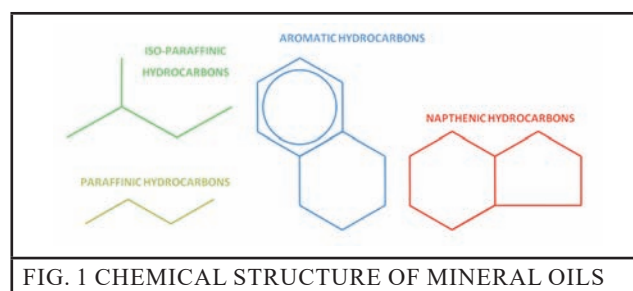 ISO-PARAFFINIC
HYDROCARBONS
AROMATIC HYDROCARBONS
NAPTHENIC HYDROCARBONS
PARAFFINIC HYDROCARBONS
FIG. 1 CHEMICAL STRUCTURE OF MINERAL OILS